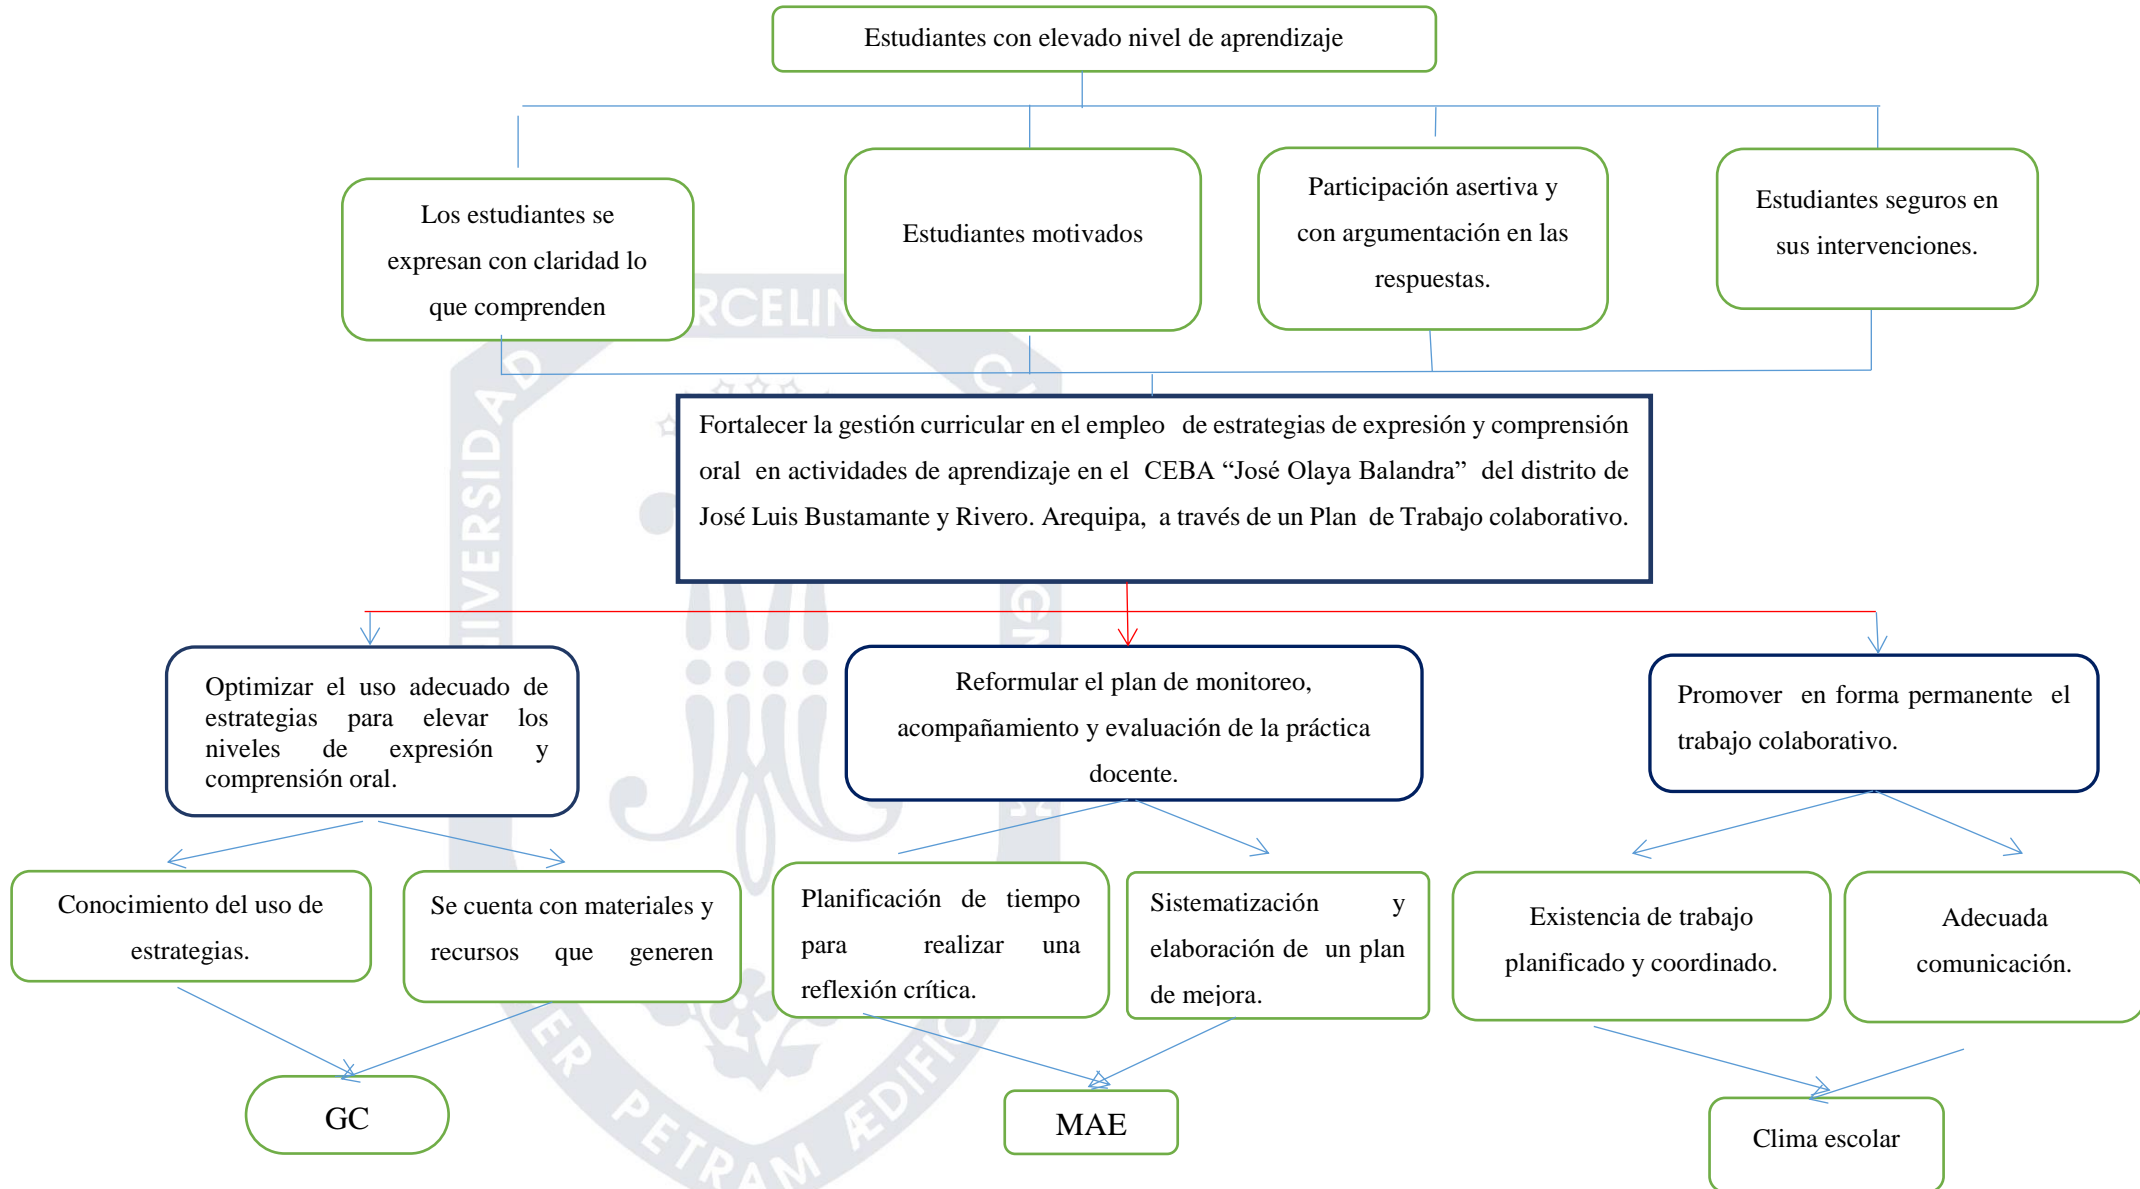 Estudiantes con elevado nivel de aprendizaje
Los estudiantes se
expresan con claridad lo
que comprenden
Estudiantes motivados
Participación asertiva y
con argumentación en las
respuestas.
Estudiantes seguros en
sus intervenciones.
Fortalecer la gestión curricular en el empleo de estrategias de expresión y comprensión
oral en actividades de aprendizaje en el CEBA “José Olaya Balandra” del distrito de
José Luis Bustamante y Rivero. Arequipa, a través de un Plan de Trabajo colaborativo.
Optimizar el uso adecuado de
estrategias para elevar los
niveles de expresión y
comprensión oral.
Reformular el plan de monitoreo,
acompañamiento y evaluación de la práctica
docente.
Promover en forma permanente el
trabajo colaborativo.
Conocimiento del uso de
estrategias.
Se cuenta con materiales y
recursos que generen
Planificación de tiempo
para realizar una
reflexión crítica.
Sistematización y
elaboración de un plan
de mejora.
Existencia de trabajo
planificado y coordinado.
Adecuada
comunicación.
GC
MAE
Clima escolar
UNIVERSIDAD
PETRAM